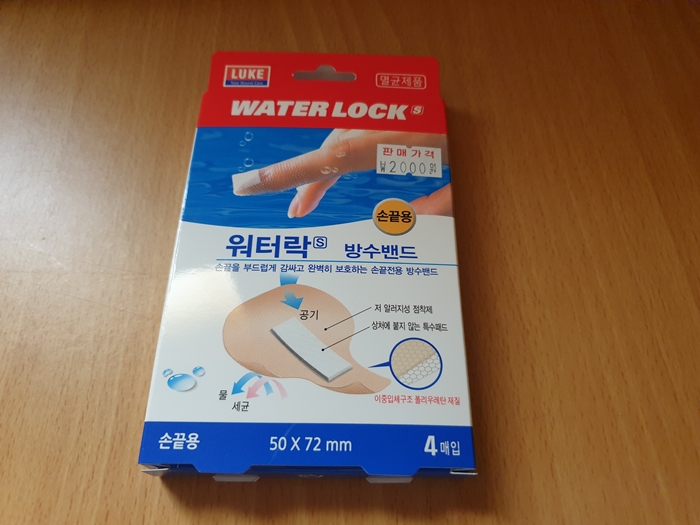 LUKE
멸균제품
WATER LOCK S
판매가격
₩2000원
손끝용
워터락 S 방수밴드
손끝을 부드럽게 감싸고 완벽히 보호하는 손끝전용 방수밴드
공기
저 알러지성 점착제
상처에 붙지 않는 특수패드
물
세균
이중입체구조 폴리우레탄 재질
손끝용 50 X 72 mm 4매입